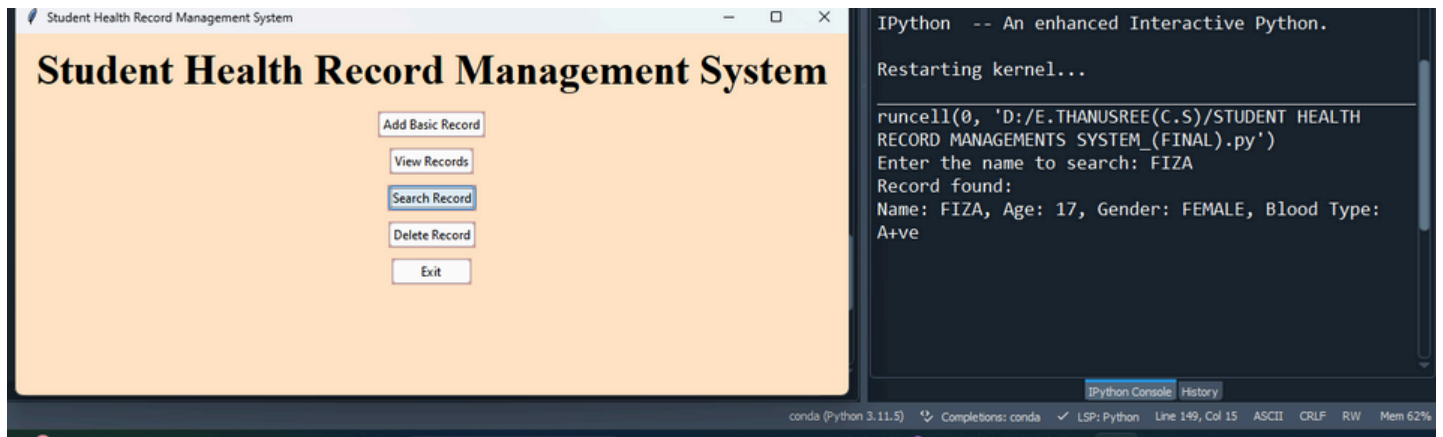 Student Health Record Management System
Student Health Record Management System
Add Basic Record
View Records
Search Record
Delete Record
Exit
IPython -- An enhanced Interactive Python.
Restarting kernel...
runcell(0, 'D:/E.THANUSREE(C.S)/STUDENT HEALTH
RECORD MANAGEMENTS SYSTEM_(FINAL).py')
Enter the name to search: FIZA
Record found:
Name: FIZA, Age: 17, Gender: FEMALE, Blood Type:
A+ve
IPython Console History
conda (Python 3.11.5) Completions: conda LSP: Python Line 149, Col 15 ASCII CRLF RW Mem 62%